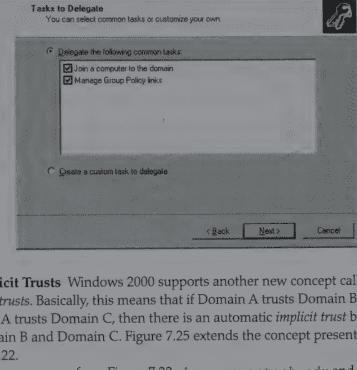 Tasks to Delegate
You can select common tasks or customize your own.
Delegate the following common tasks:
Join a computer to the domain
Manage Group Policy links
Create a custom task to delegate
< Back Next > Cancel
icit Trusts Windows 2000 supports another new concept cal
trusts. Basically, this means that if Domain A trusts Domain B
A trusts Domain C, then there is an automatic implicit trust b
ain B and Domain C. Figure 7.25 extends the concept present
22.